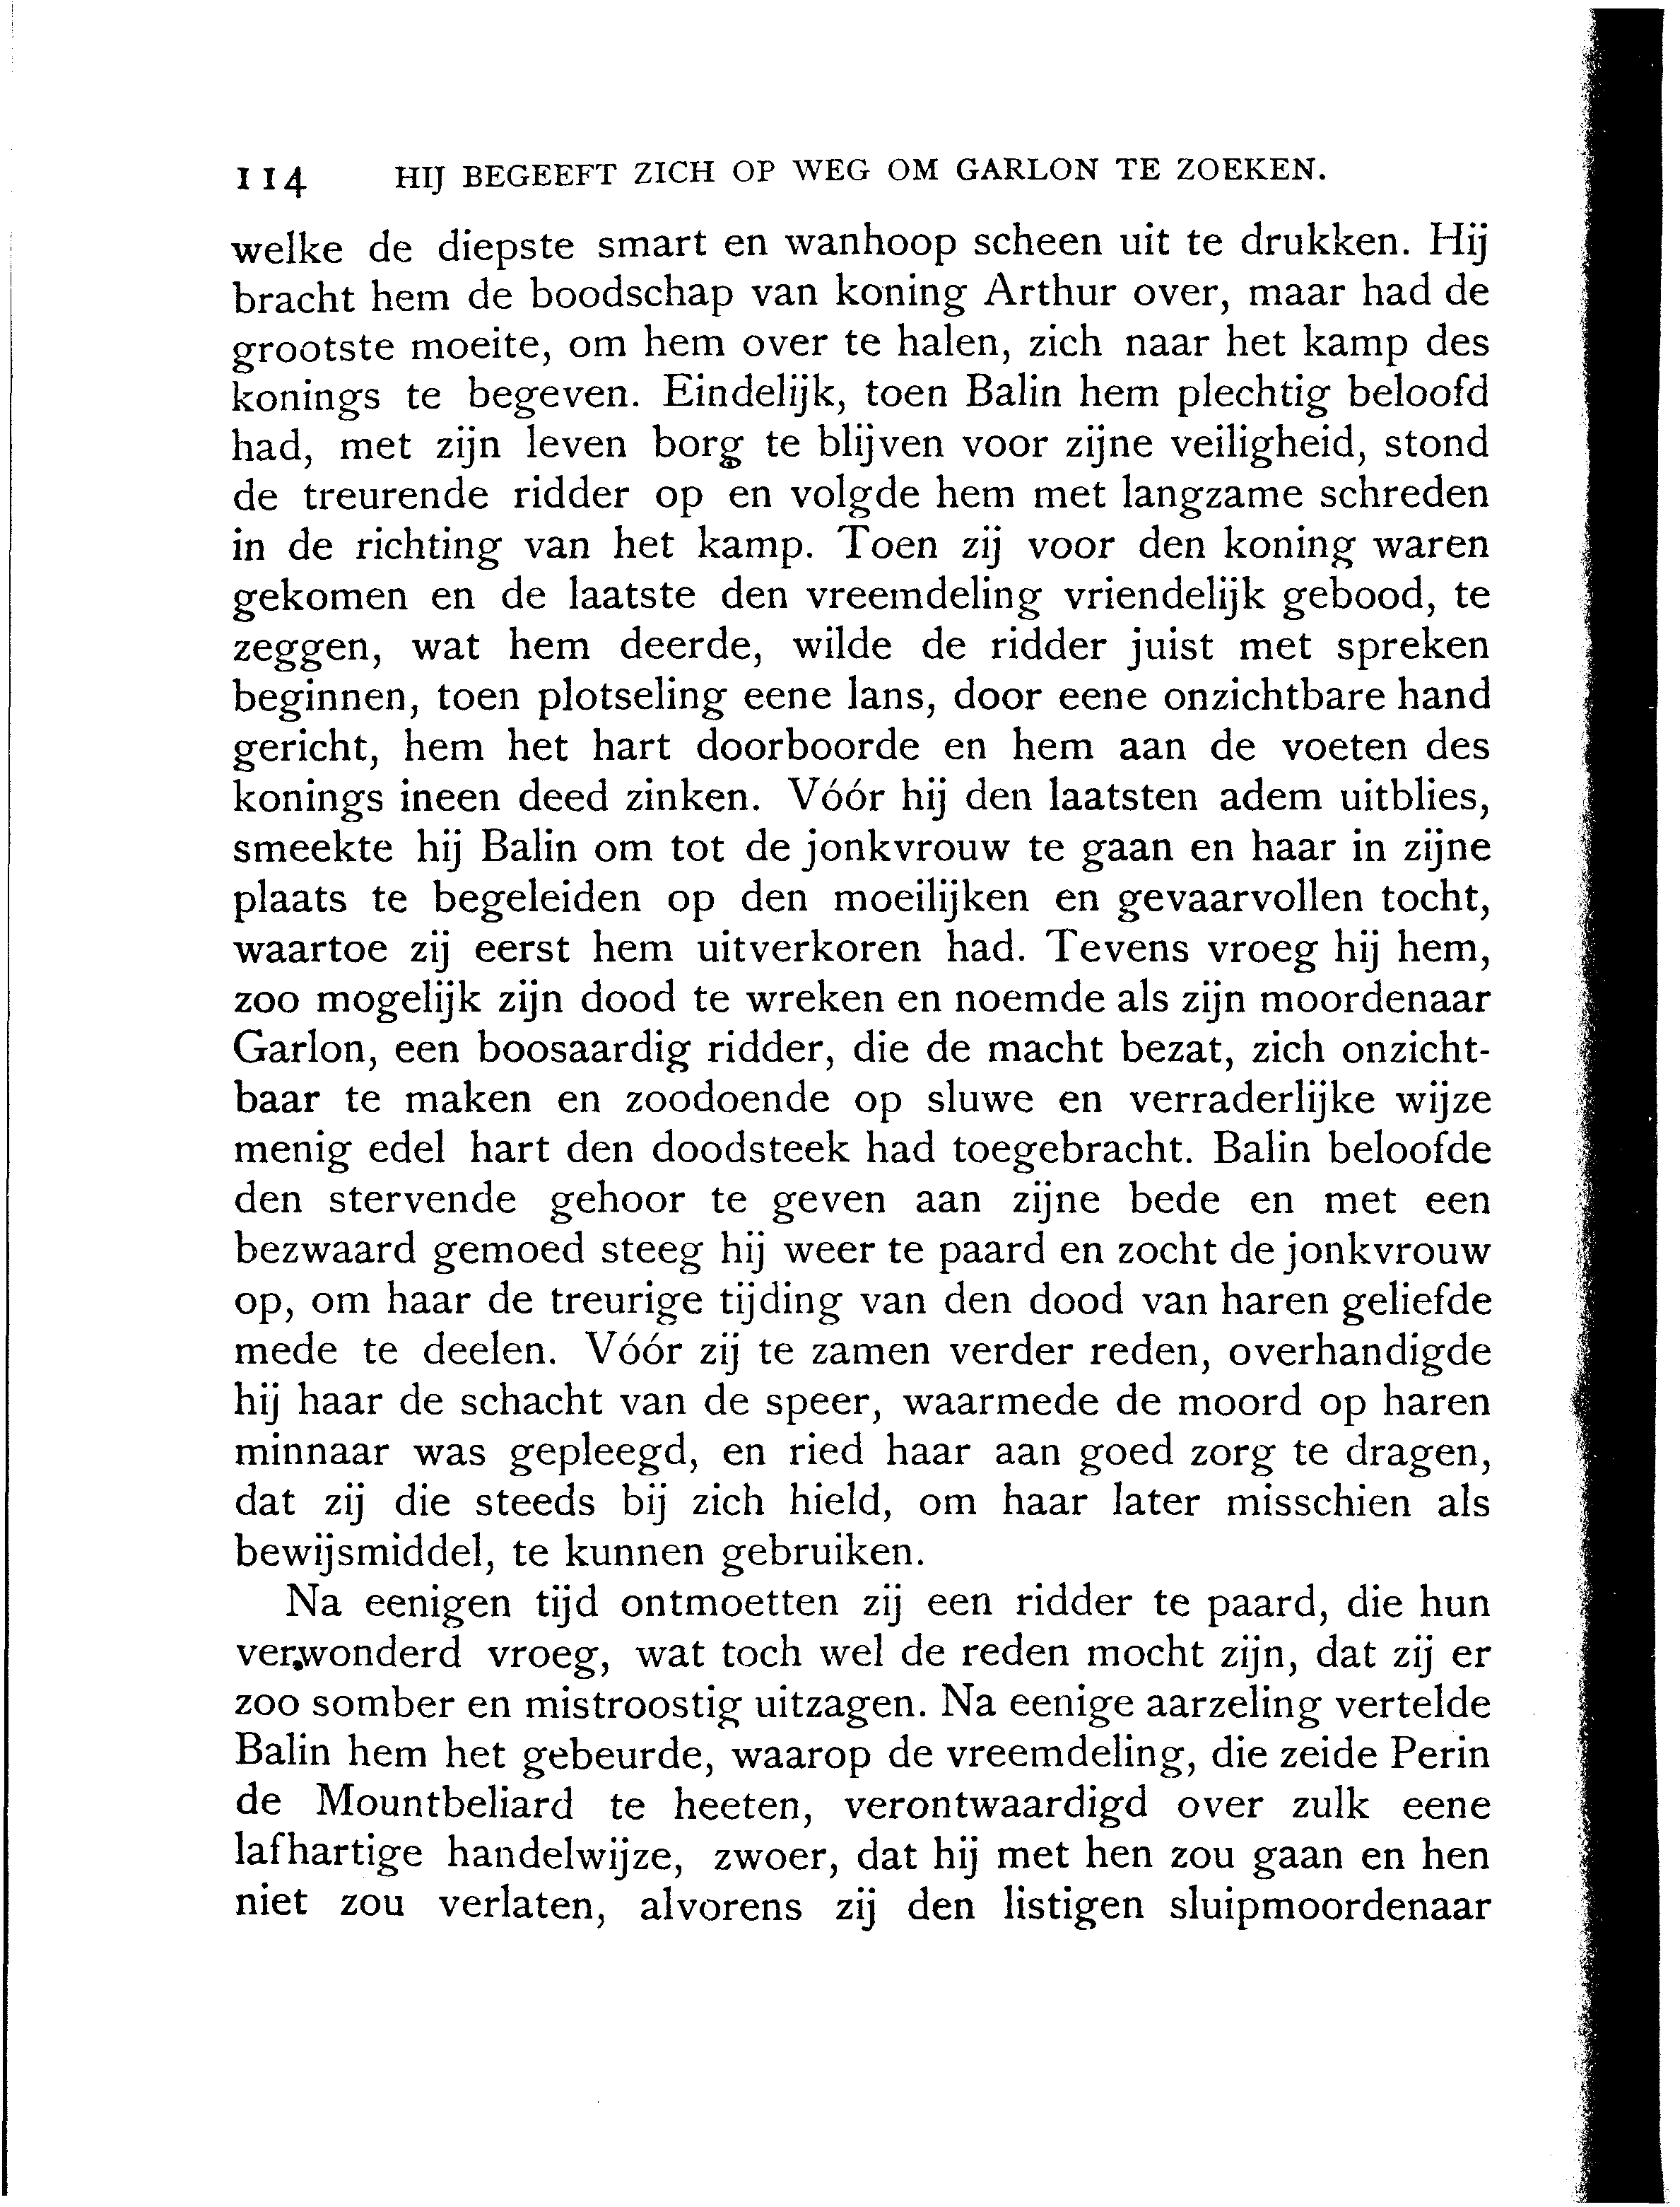 114 HIJ BEGEEFT ZICH OP WEG OM GARLON TE ZOEKEN.
welke de diepste smart en wanhoop scheen uit te drukken. Hij
bracht hem de boodschap van koning Arthur over, maar had de
grootste moeite, om hem over te halen, zich naar het kamp des
konings te begeven. Eindelijk, toen Balin hem plechtig beloofd
had, met zijn leven borg te blijven voor zijne veiligheid, stond
de treurende ridder op en volgde hem met langzame schreden
in de richting van het kamp. Toen zij voor den koning waren
gekomen en de laatste den vreemdeling vriendelijk gebood, te
zeggen, wat hem deerde, wilde de ridder juist met spreken
beginnen, toen plotseling eene lans, door eene onzichtbare hand
gericht, hem het hart doorboorde en hem aan de voeten des
konings ineen deed zinken. Vóór hij den laatsten adem uitblies,
smeekte hij Balin om tot de jonkvrouw te gaan en haar in zijne
plaats te begeleiden op den moeilijken en gevaarvollen tocht,
waartoe zij eerst hem uitverkoren had. Tevens vroeg hij hem,
zoo mogelijk zijn dood te wreken en noemde als zijn moordenaar
Garlon, een boosaardig ridder, die de macht bezat, zich onzicht-
baar te maken en zoodoende op sluwe en verraderlijke wijze
menig edel hart den doodsteek had toegebracht. Balin beloofde
den stervende gehoor te geven aan zijne bede en met een
bezwaard gemoed steeg hij weer te paard en zocht de jonkvrouw
op, om haar de treurige tijding van den dood van haren geliefde
mede te deelen. Vóór zij te zamen verder reden, overhandigde
hij haar de schacht van de speer, waarmede de moord op haren
minnaar was gepleegd, en ried haar aan goed zorg te dragen,
dat zij die steeds bij zich hield, om haar later misschien als
bewijsmiddel, te kunnen gebruiken.
Na eenigen tijd ontmoetten zij een ridder te paard, die hun
verwonderd vroeg, wat toch wel de reden mocht zijn, dat zij er
zoo somber en mistroostig uitzagen. Na eenige aarzeling vertelde
Balin hem het gebeurde, waarop de vreemdeling, die zeide Perin
de Mountbeliard te heeten, verontwaardigd over zulk eene
lafhartige handelwijze, zwoer, dat hij met hen zou gaan en hen
niet zou verlaten, alvorens zij den listigen sluipmoordenaar